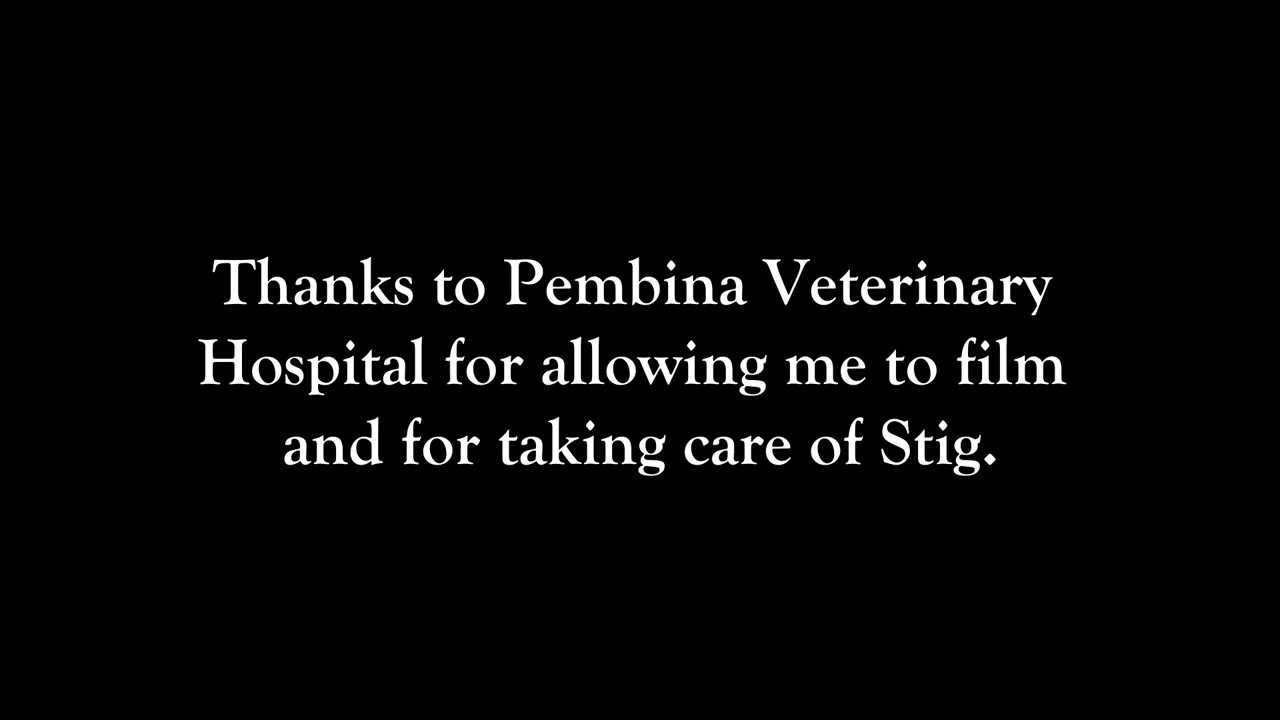 Thanks to Pembina Veterinary
Hospital for allowing me to film
and for taking care of Stig.